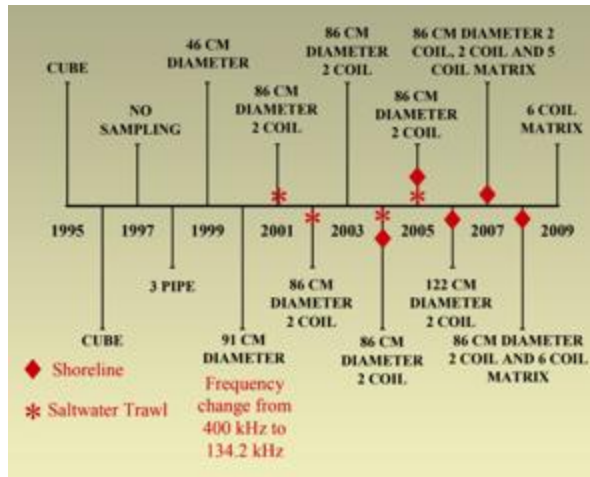 CUBE
NO
SAMPLING
46 CM
DIAMETER
86 CM
DIAMETER
2 COIL
86 CM
DIAMETER
2 COIL
86 CM
DIAMETER
2 COIL
86 CM DIAMETER 2
COIL, 2 COIL AND 5
COIL MATRIX
6 COIL
MATRIX
1995 1997 1999 2001 2003 2005 2007 2009
CUBE
3 PIPE
91 CM
DIAMETER
Frequency
change from
400 kHz to
134.2 kHz
86 CM
DIAMETER
2 COIL
86 CM
DIAMETER
2 COIL
122 CM
DIAMETER
2 COIL
86 CM DIAMETER
2 COIL AND 6 COIL
MATRIX
Shoreline
Saltwater Trawl